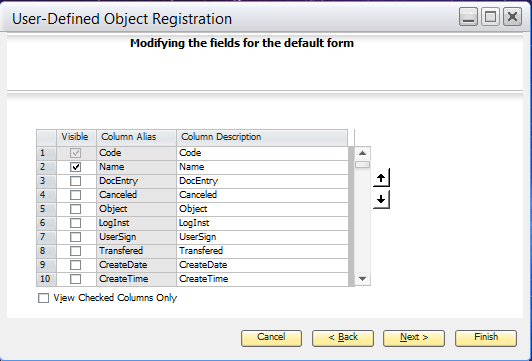 User-Defined Object Registration
Modifying the fields for the default form
Visible Column Alias Column Description
1 Code Code
2 Name Name
3 DocEntry DocEntry
4 Canceled Canceled
5 Object Object
6 LogInst LogInst
7 UserSign UserSign
8 Transfered Transfered
9 CreateDate CreateDate
10 CreateTime CreateTime
View Checked Columns Only
Cancel < Back Next > Finish